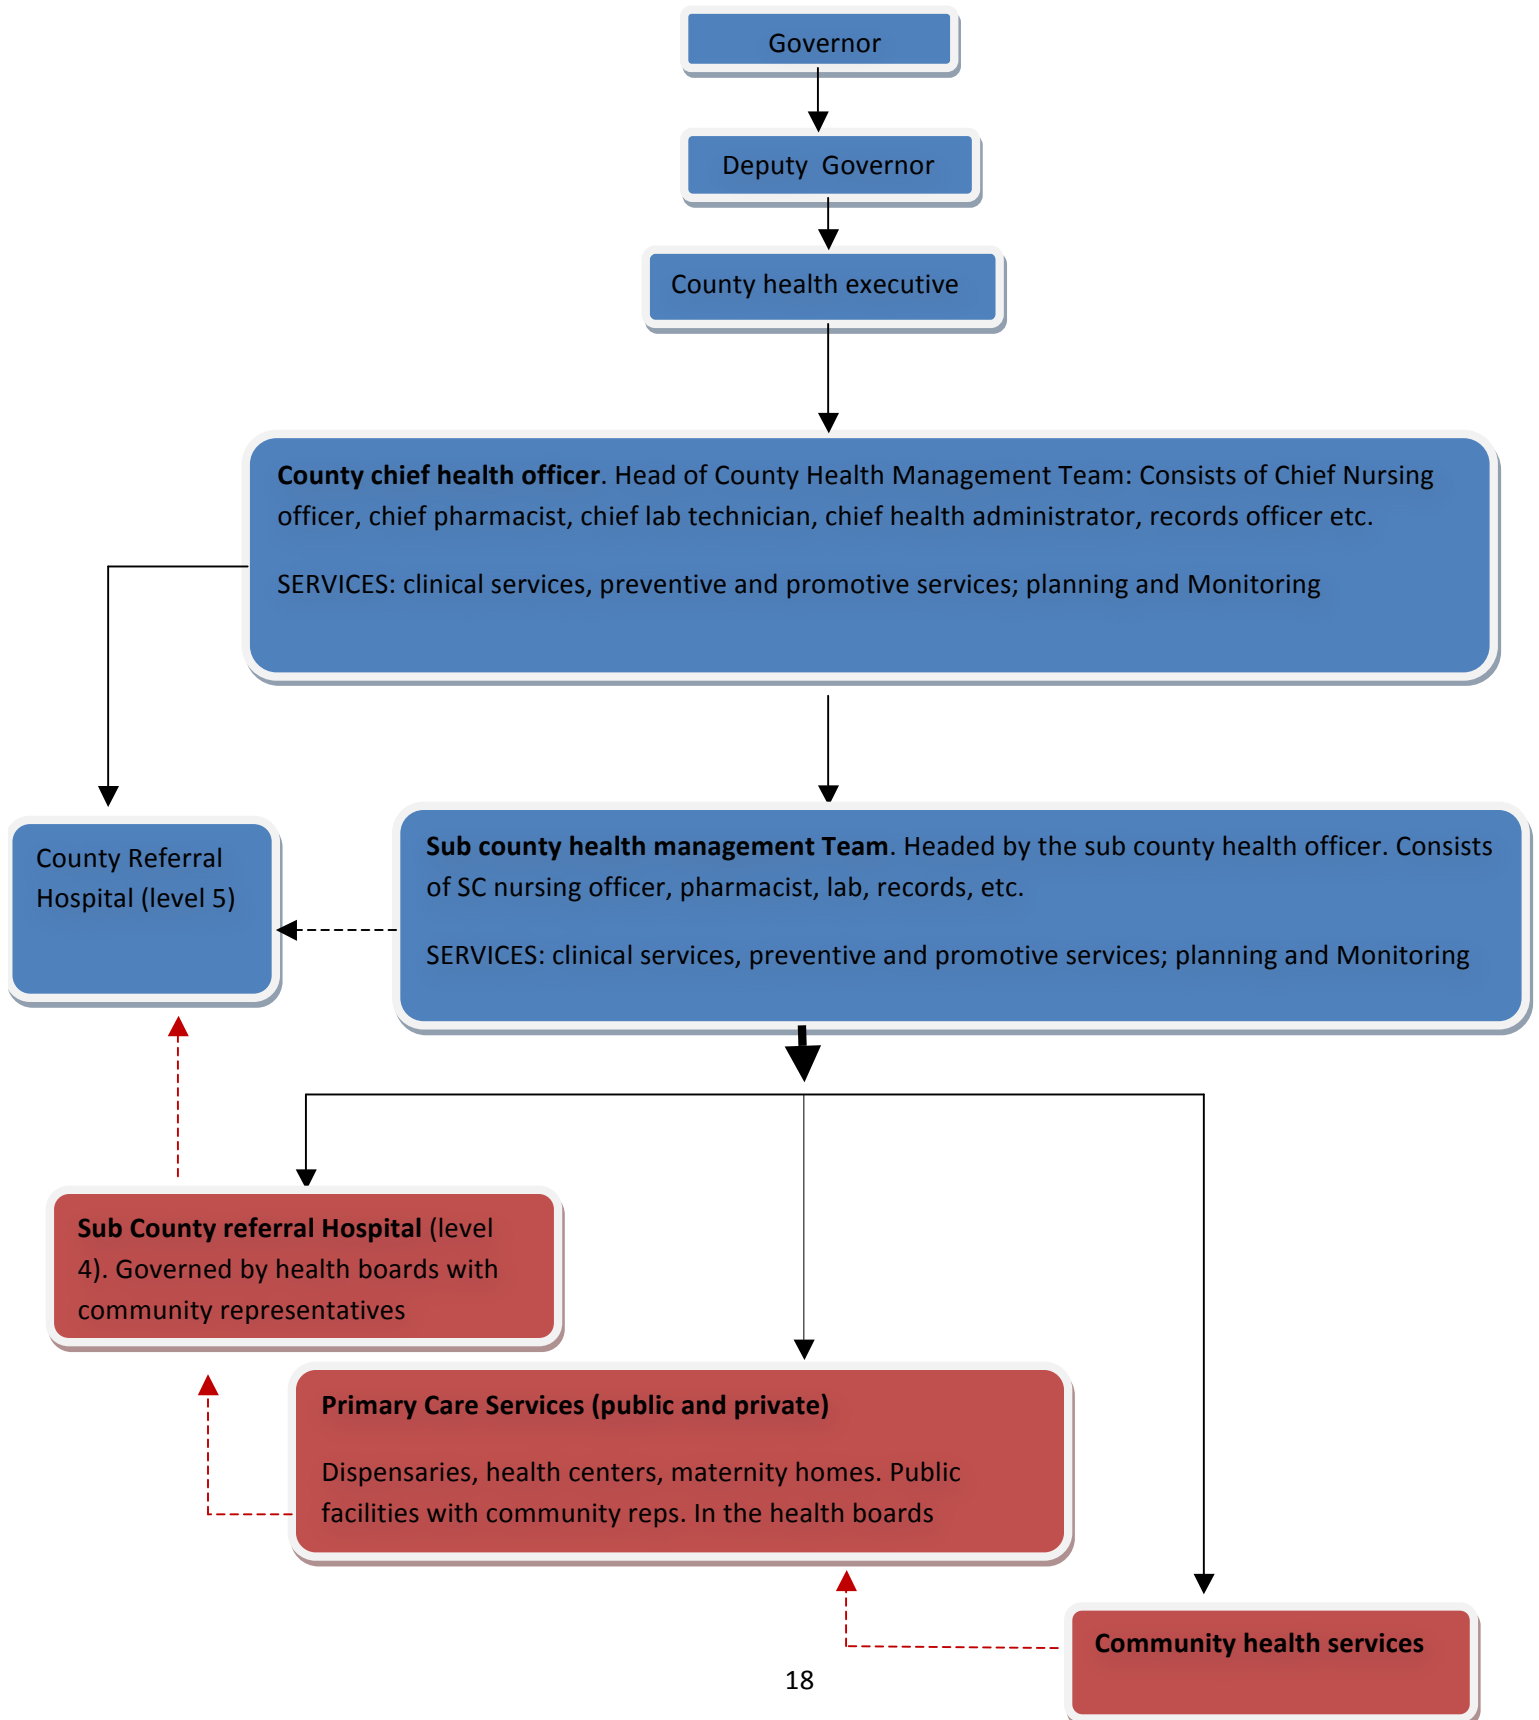 Governor
Deputy  Governor
County health executive
County chief health officer. Head of County Health Management Team: Consists of Chief Nursing
officer, chief pharmacist, chief lab technician, chief health administrator, records officer etc.
SERVICES: clinical services, preventive and promotive services; planning and Monitoring
County Referral
Hospital (level 5)
Sub county health management Team. Headed by the sub county health officer. Consists
of SC nursing officer, pharmacist, lab, records, etc.
SERVICES: clinical services, preventive and promotive services; planning and Monitoring
Sub County referral Hospital (level
4). Governed by health boards with
community representatives
Primary Care Services (public and private)
Dispensaries, health centers, maternity homes. Public
facilities with community reps. In the health boards
Community health services
18